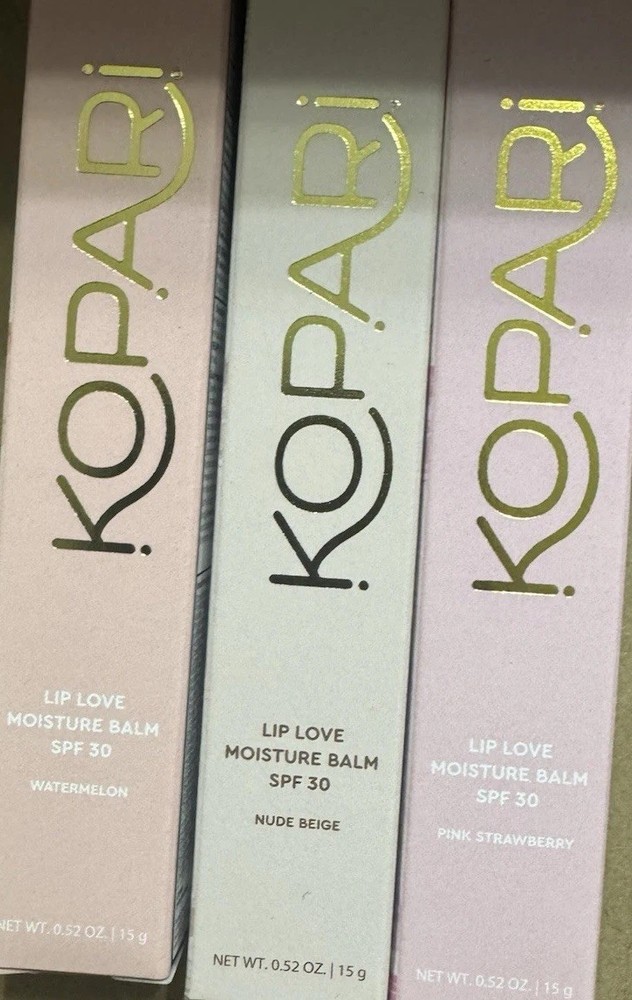 KOPARi
LIP LOVE
MOISTURE BALM
SPF 30
WATERMELON
NET WT. 0.52 OZ. | 15 g
KOPARi
LIP LOVE
MOISTURE BALM
SPF 30
NUDE BEIGE
NET WT. 0.52 OZ. | 15 g
KOPARi
LIP LOVE
MOISTURE BALM
SPF 30
PINK STRAWBERRY
NET WT. 0.52 OZ. | 15 g